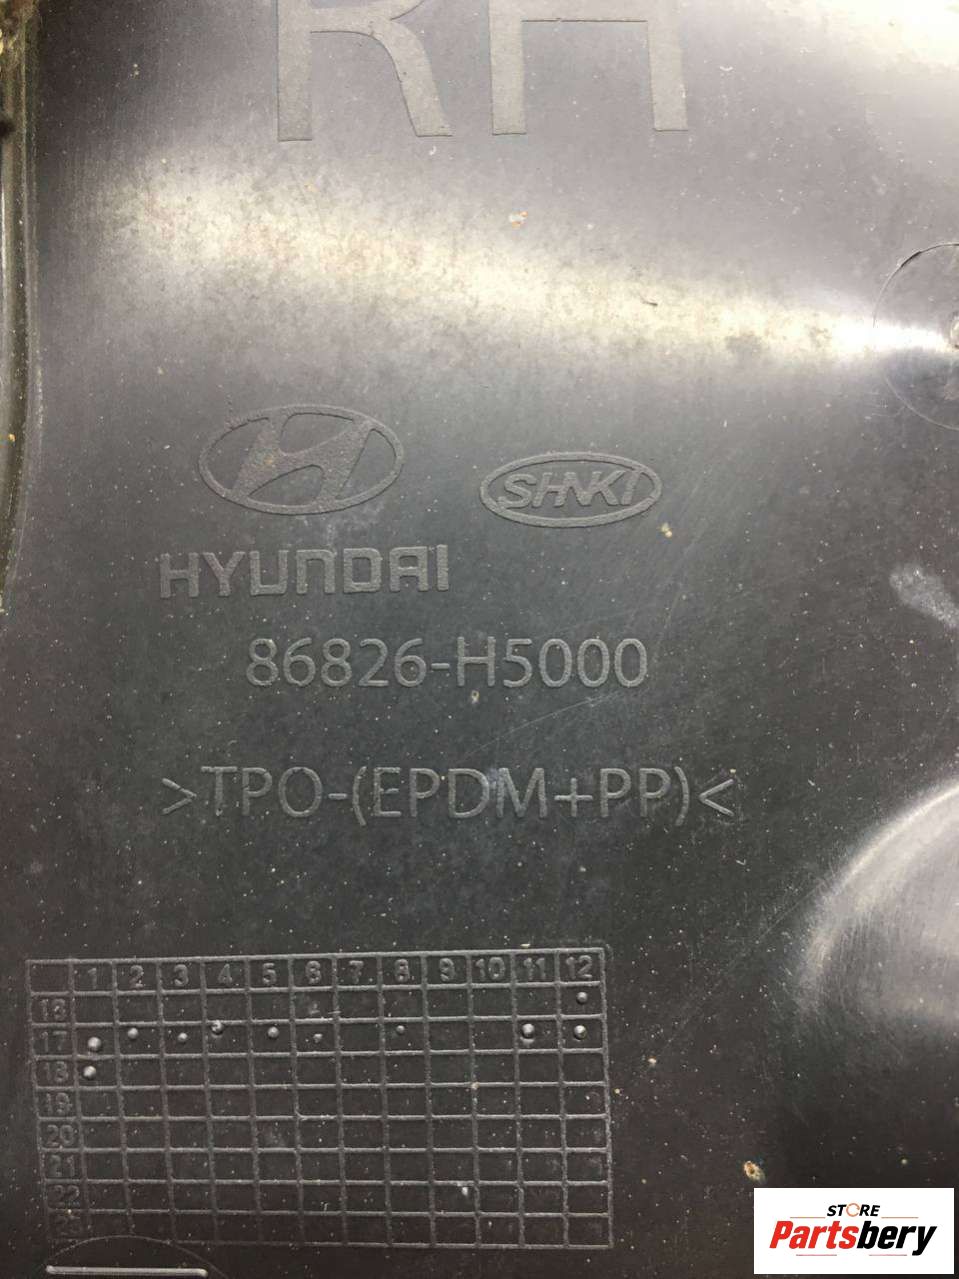 RH
SHNKI
HYUNDAI
86826-H5000
>TPO-(EPDM+PP)<
1 2 3 4 5 6 7 8 9 10 11 12
16
17
18
19
20
21
22
STORE
Partsbery